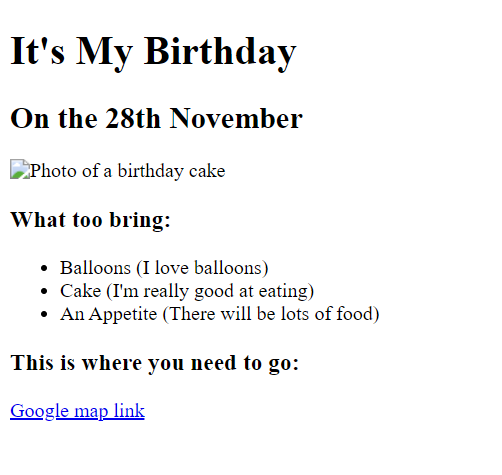 It's My Birthday
On the 28th November
Photo of a birthday cake
What too bring:
Balloons (I love balloons)
Cake (I'm really good at eating)
An Appetite (There will be lots of food)
This is where you need to go:
Google map link